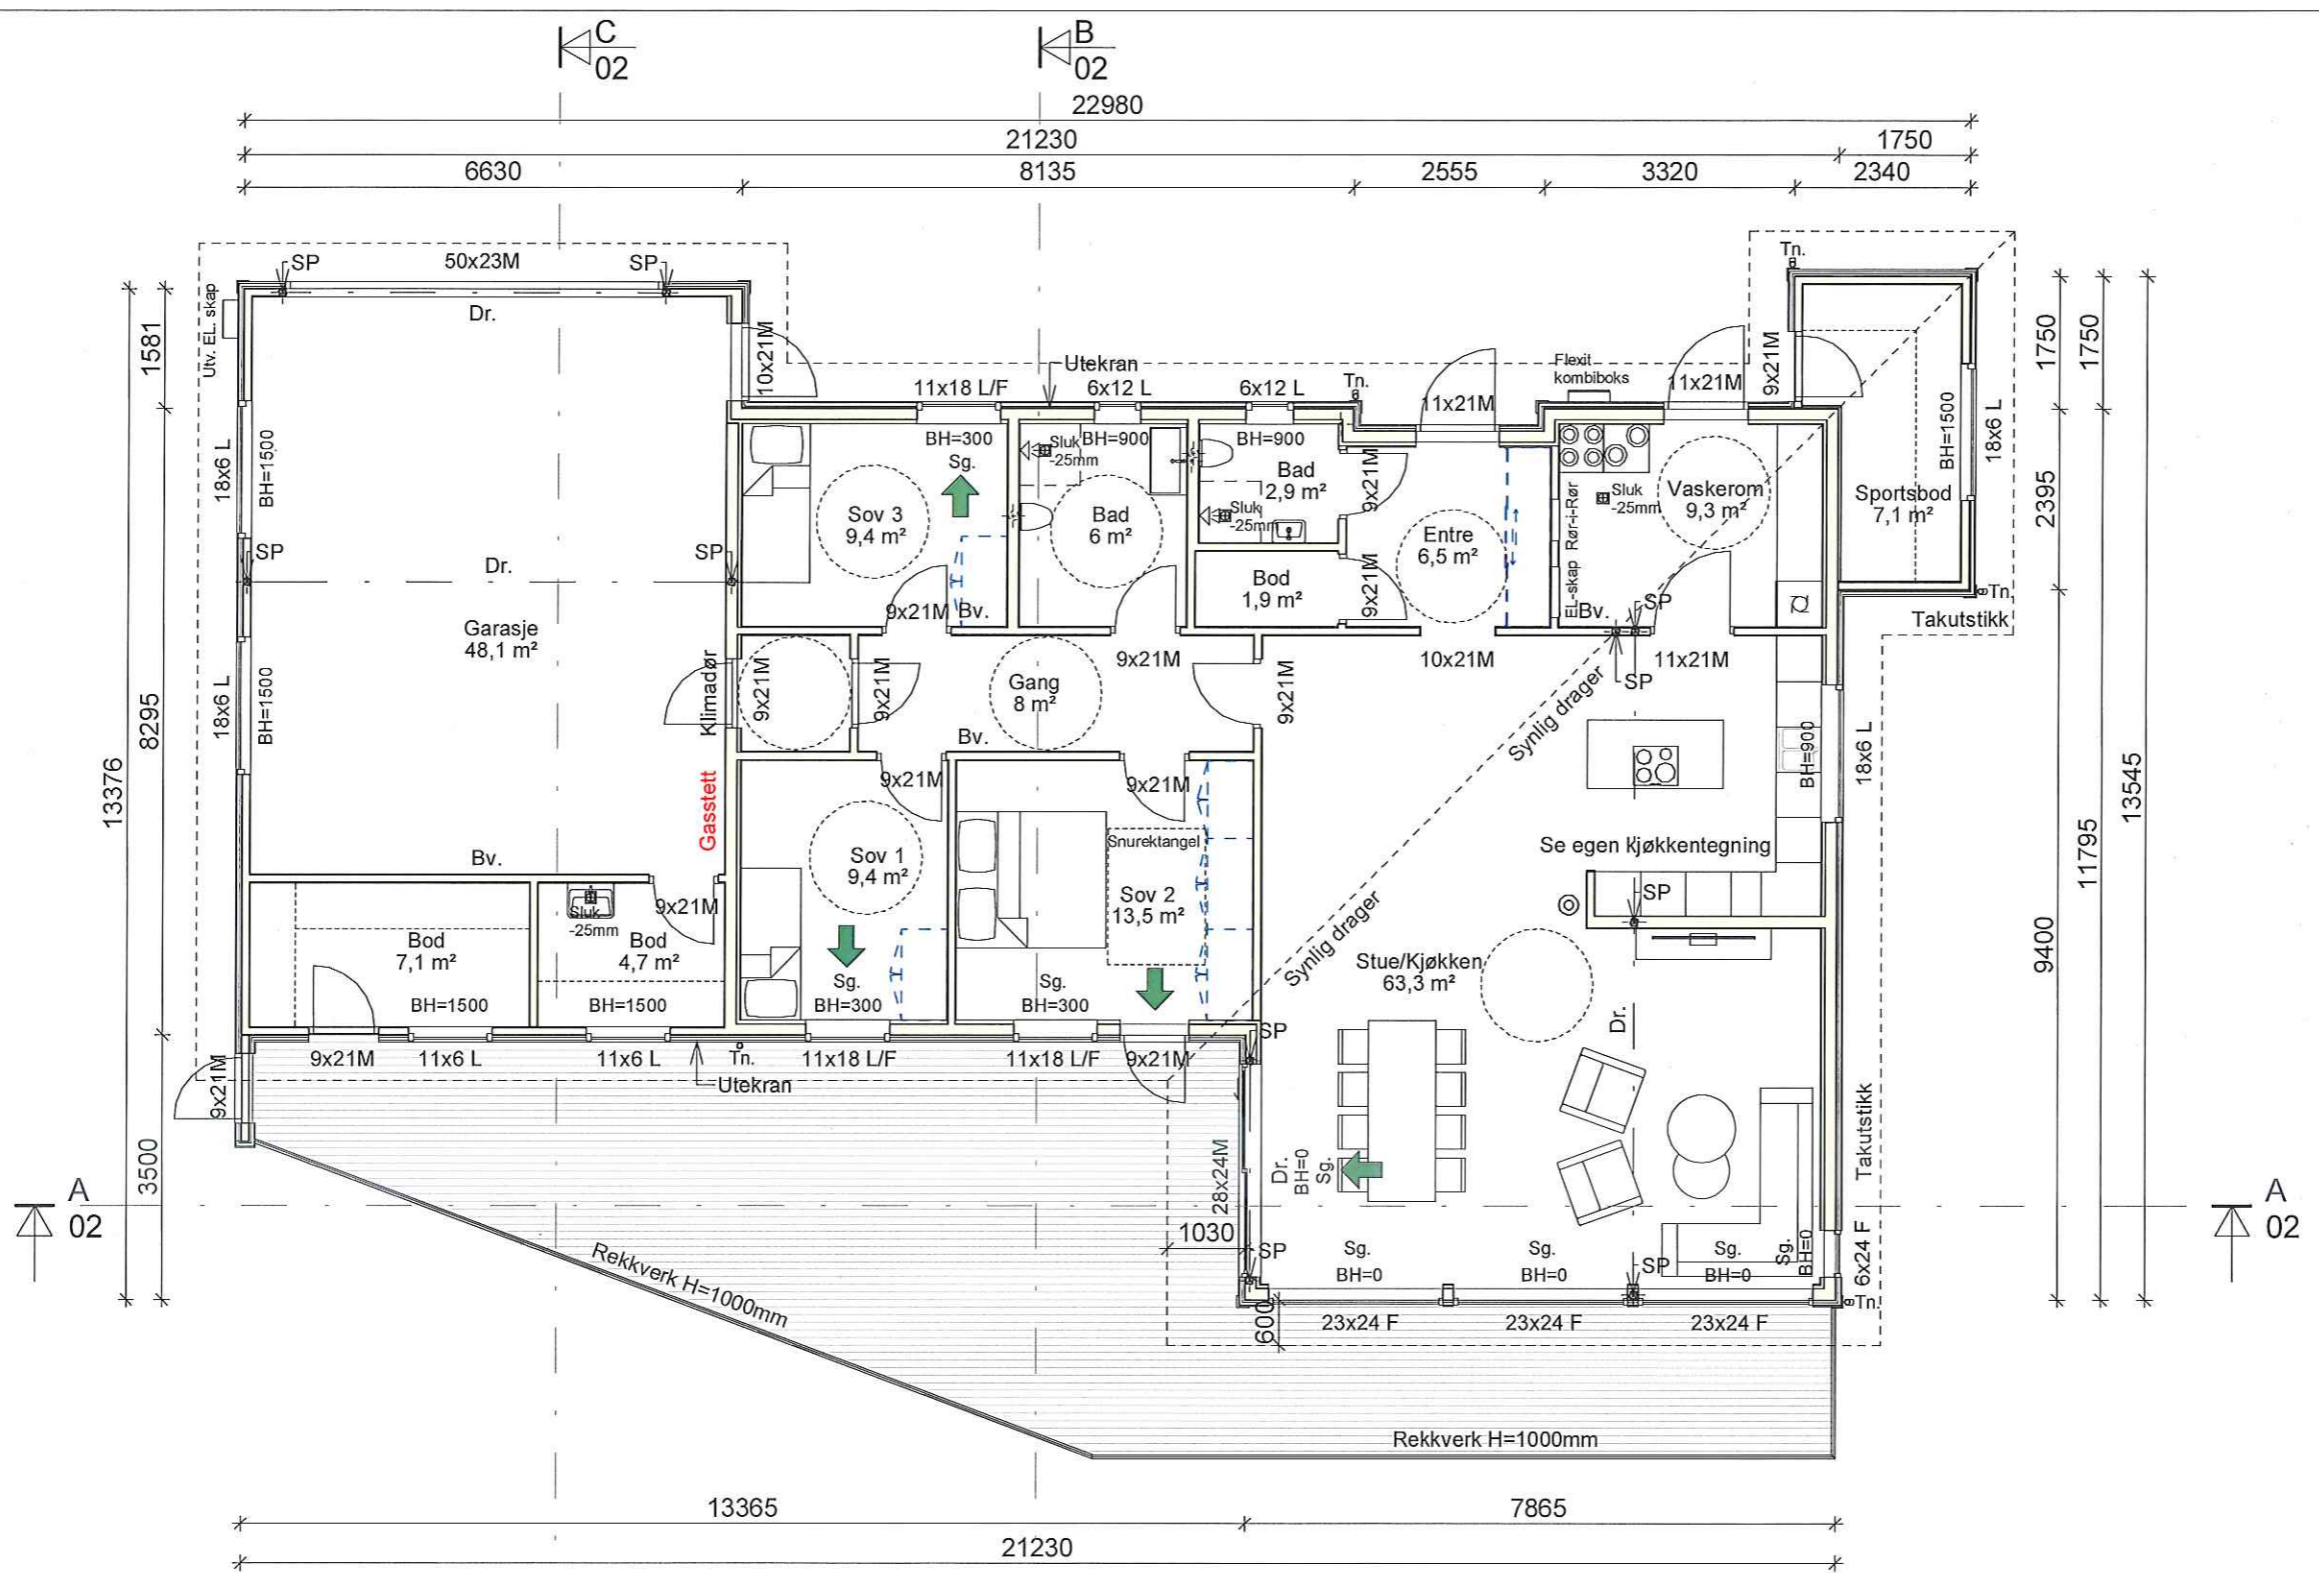 C
02
B
02
22980
21230
1750
6630
8135
2555
3320
2340
SP
50x23M
SP
Utv. EL. skap
Dr.
10x21M
Utekran
11x18 L/F
6x12 L
6x12 L
Tn.
11x21M
Flexit
kombiboks
11x21M
9x21M
Tn.
1581
8295
13376
3500
1750
1750
2395
11795
13545
9400
18x6 L
BH=1500
BH=300
Sg.
Sluk
-25mm
BH=900
BH=900
Bad
2,9 m²
Sluk
-25mm
9x21M
Sov 3
9,4 m²
Bad
6 m²
Entre
6,5 m²
EL-skap Rør-i-Rør
Sluk
-25mm
Vaskerom
9,3 m²
Sportsbod
7,1 m²
BH=1500
18x6 L
SP
Dr.
SP
Bod
1,9 m²
9x21M
9x21M Bv.
Bv.
SP
Tn.
Takutstikk
Garasje
48,1 m²
18x6 L
BH=1500
Klimadør
9x21M
9x21M
Gang
8 m²
9x21M
9x21M
10x21M
11x21M
SP
Synlig drager
Bv.
BH=900
18x6 L
Gasstett
9x21M
9x21M
Snurektangel
Se egen kjøkkentegning
Bv.
Sov 1
9,4 m²
Sov 2
13,5 m²
SP
Sluk
-25mm
9x21M
Bod
7,1 m²
Bod
4,7 m²
Synlig drager
Stue/Kjøkken
63,3 m²
BH=1500
BH=1500
Sg.
BH=300
Sg.
BH=300
Dr.
SP
9x21M
9x21M
11x6 L
11x6 L
Tn.
11x18 L/F
11x18 L/F
9x21M
Utekran
Takutstikk
28x24M
Dr.
BH=0
Sg.
A
02
A
02
1030
SP
Sg.
BH=0
Sg.
BH=0
SP
Sg.
BH=0
Sg.
BH=0
6x24 F
Tn.
Rekkverk H=1000mm
600
23x24 F
23x24 F
23x24 F
Rekkverk H=1000mm
13365
7865
21230